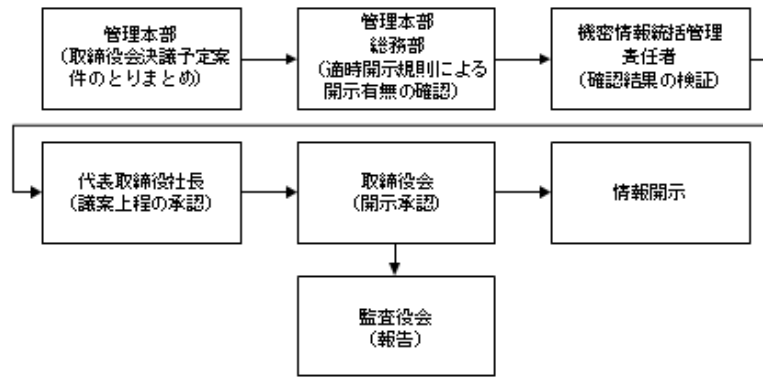 管理本部
（取締役会決議予定案
件のとりまとめ）
管理本部
総務部
（適時開示規則による
開示有無の確認）
機密情報統括管理
責任者
（確認結果の検証）
代表取締役社長
（議案上程の承認）
取締役会
（開示承認）
情報開示
監査役会
（報告）